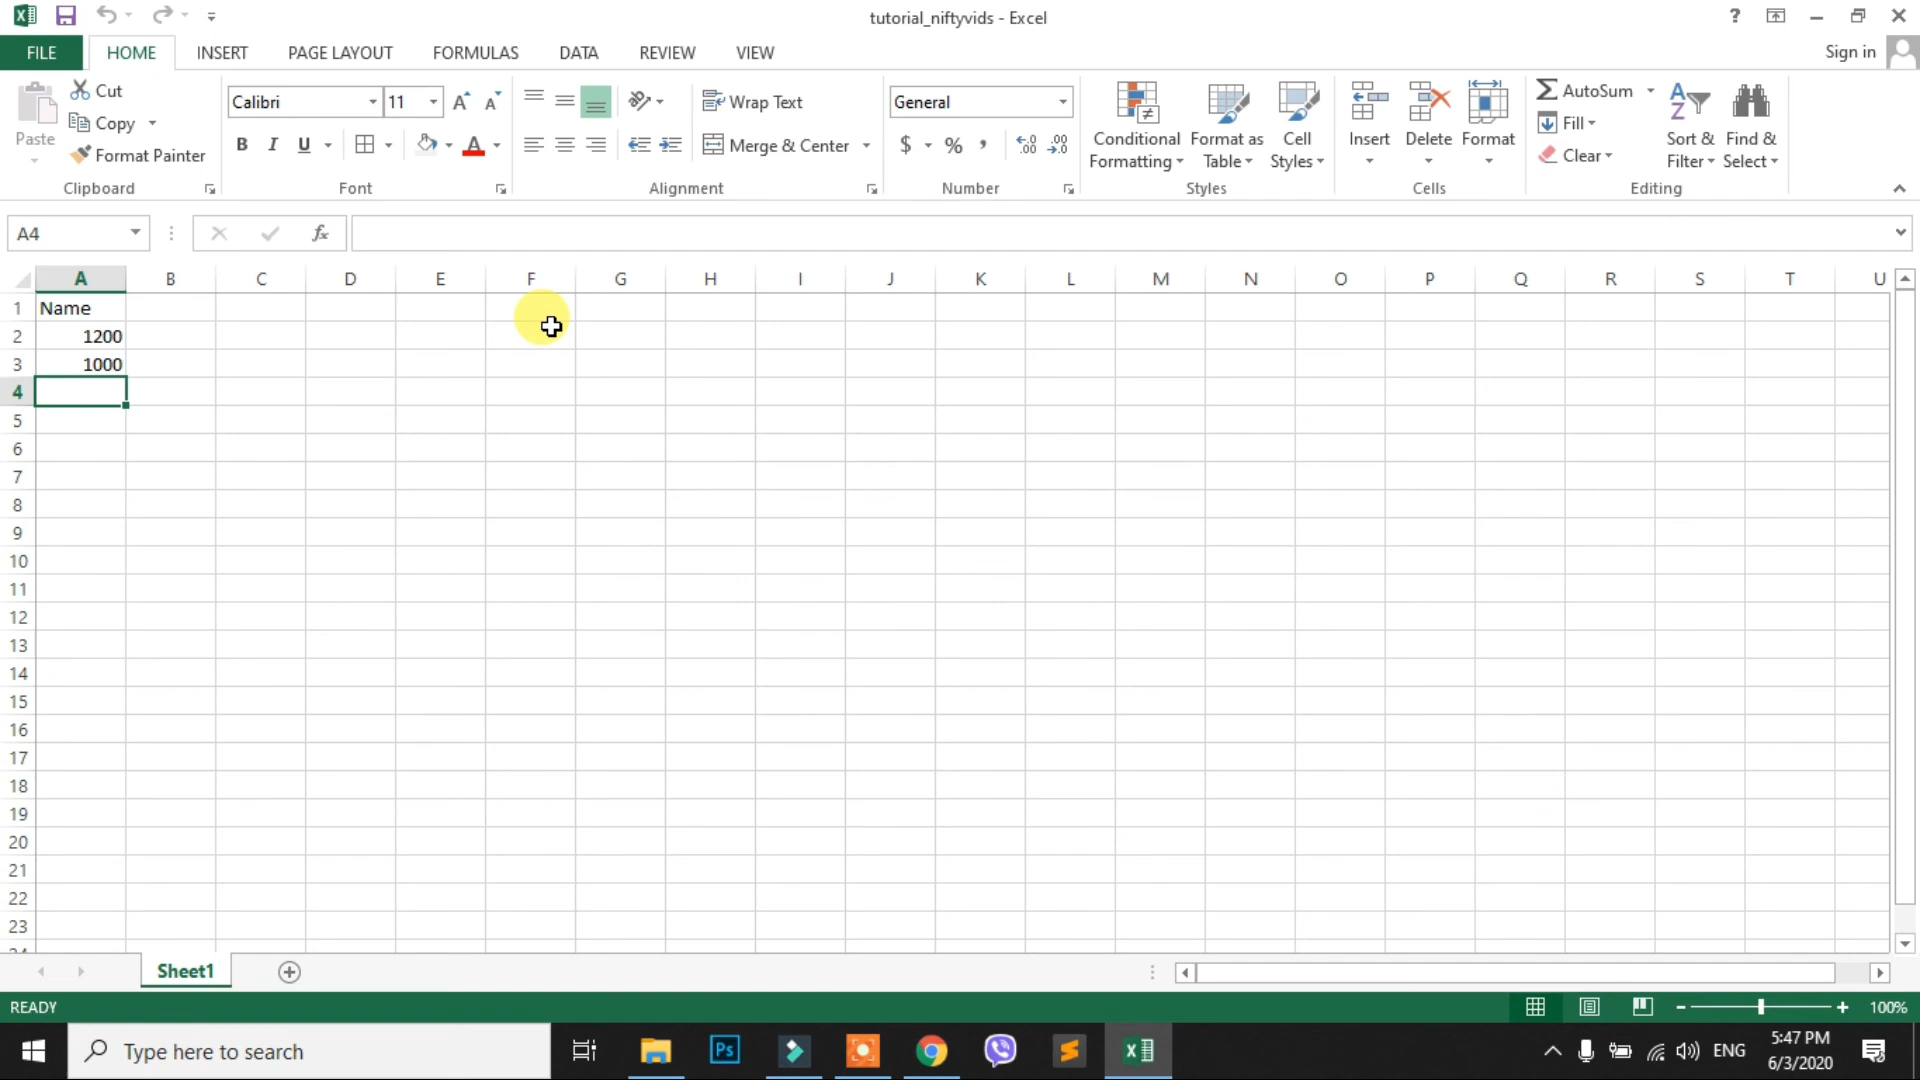 tutorial_niftyvids - Excel
?
FILE HOME INSERT PAGE LAYOUT FORMULAS DATA REVIEW VIEW
Sign in
Paste
Cut
Copy
Format Painter
Clipboard
Calibri 11
B I U
Font
Wrap Text
Merge & Center
Alignment
General
$ % ,
Number
Conditional Formatting
Format as Table
Cell Styles
Styles
Insert
Delete
Format
Cells
AutoSum
Fill
Clear
Sort & Filter
Find & Select
Editing
A4
fx
A B C D E F G H I J K L M N O P Q R S T U
1 Name
2 1200
3 1000
4
5
6
7
8
9
10
11
12
13
14
15
16
17
18
19
20
21
22
23
24
Sheet1
READY
100%
Type here to search
Ps
ENG
5:47 PM
6/3/2020